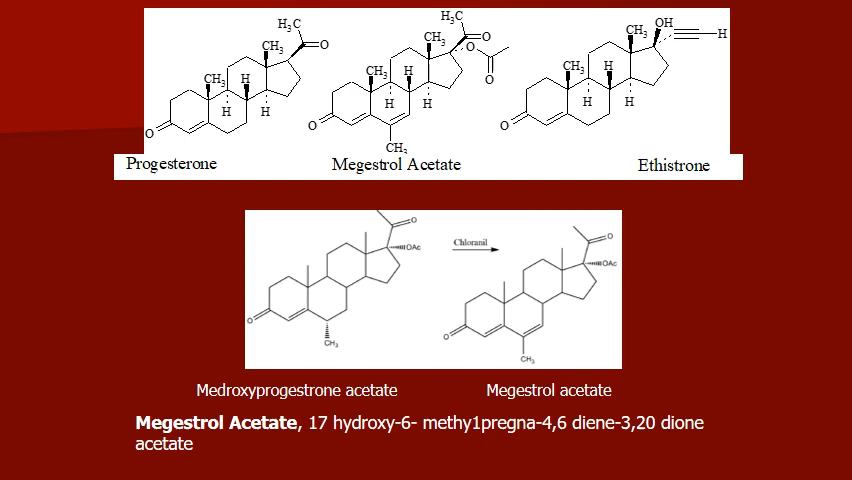 H₃C
CH₃
O
CH₃
H
H
H
O
Progesterone
H₃C
CH₃
O
O
O
CH₃
H
H
H
O
CH₃
Megestrol Acetate
OH
CH₃
H
CH₃
H
H
H
O
Ethistrone
O
OAc
O
CH₃
Chloranil
O
OAc
O
CH₃
Medroxyprogestrone acetate
Megestrol acetate
Megestrol Acetate, 17 hydroxy-6- methy1pregna-4,6 diene-3,20 dione
acetate